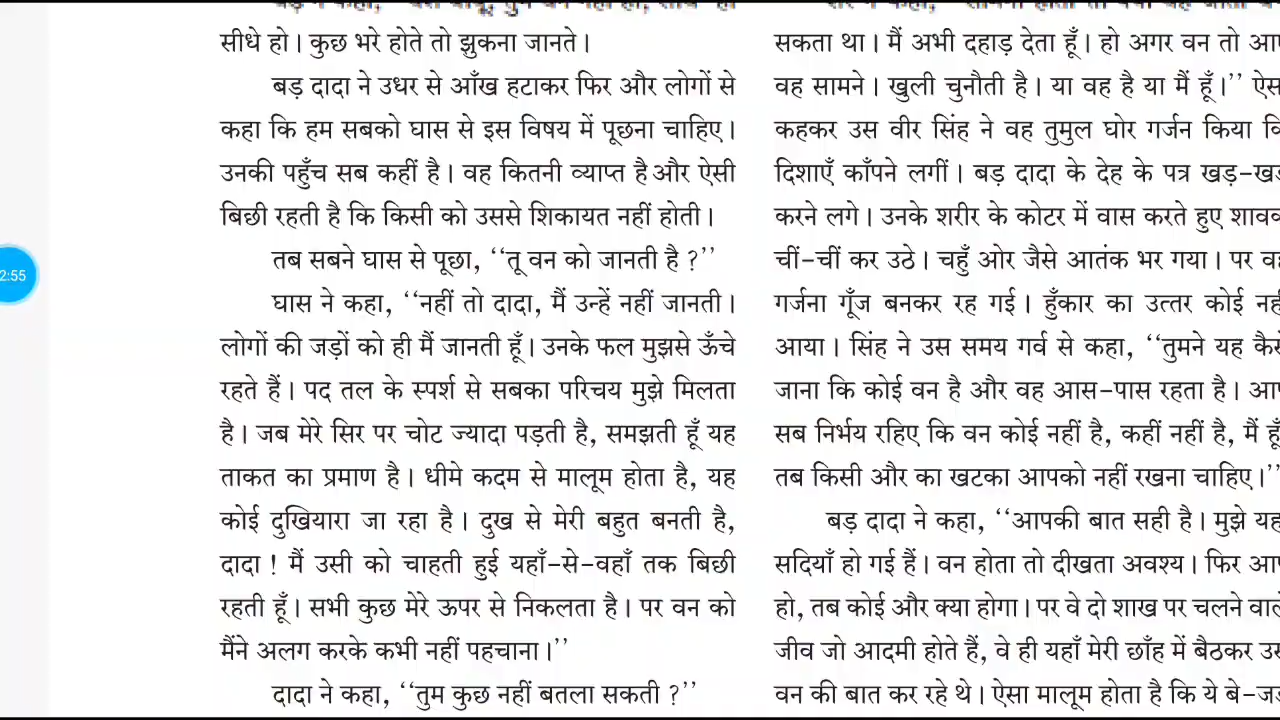 सीधे हो। कुछ भरे होते तो झुकना जानते।
बड़ दादा ने उधर से आँख हटाकर फिर और लोगों से
कहा कि हम सबको घास से इस विषय में पूछना चाहिए।
उनकी पहुँच सब कहीं है। वह कितनी व्याप्त है और ऐसी
बिछी रहती है कि किसी को उससे शिकायत नहीं होती।
तब सबने घास से पूछा, ‘‘तू वन को जानती है ?’’
घास ने कहा, ‘‘नहीं तो दादा, मैं उन्हें नहीं जानती।
लोगों की जड़ों को ही मैं जानती हूँ। उनके फल मुझसे ऊँचे
रहते हैं। पद तल के स्पर्श से सबका परिचय मुझे मिलता
है। जब मेरे सिर पर चोट ज्यादा पड़ती है, समझती हूँ यह
ताकत का प्रमाण है। धीमे कदम से मालूम होता है, यह
कोई दुखियारा जा रहा है। दुख से मेरी बहुत बनती है,
दादा ! मैं उसी को चाहती हुई यहाँ-से-वहाँ तक बिछी
रहती हूँ। सभी कुछ मेरे ऊपर से निकलता है। पर वन को
मैंने अलग करके कभी नहीं पहचाना।’’
दादा ने कहा, ‘‘तुम कुछ नहीं बतला सकती ?’’
सकता था। मैं अभी दहाड़ देता हूँ। हो अगर वन तो
वह सामने। खुली चुनौती है। या वह है या मैं हूँ।’’
कहकर उस वीर सिंह ने वह तुमुल घोर गर्जन किया
दिशाएँ काँपने लगीं। बड़ दादा के देह के पत्र
करने लगे। उनके शरीर के कोटर में वास करते हुए
चीं-चीं कर उठे। चहुँ ओर जैसे आतंक भर गया। पर
गर्जना गूँज बनकर रह गई। हुँकार का उत्तर कोई
आया। सिंह ने उस समय गर्व से कहा, ‘‘तुमने यह
जाना कि कोई वन है और वह आस-पास रहता है।
सब निर्भय रहिए कि वन कोई नहीं है, कहीं नहीं है, मैं
तब किसी और का खटका आपको नहीं रखना चाहिए।’’
बड़ दादा ने कहा, ‘‘आपकी बात सही है। मुझे
सदियाँ हो गई हैं। वन होता तो दीखता अवश्य। फिर
हो, तब कोई और क्या होगा। पर वे दो शाख पर चलने
जीव जो आदमी होते हैं, वे ही यहाँ मेरी छाँह में बैठकर
वन की बात कर रहे थे। ऐसा मालूम होता है कि ये
2:55